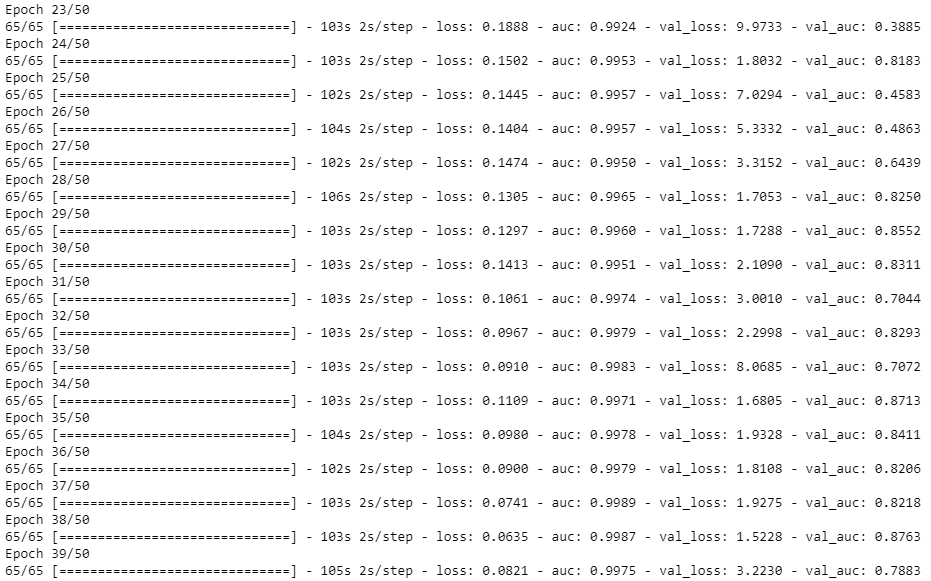 Epoch 23/50
65/65 [==============================] - 103s 2s/step - loss: 0.1888 - auc: 0.9924 - val_loss: 9.9733 - val_auc: 0.3885
Epoch 24/50
65/65 [==============================] - 103s 2s/step - loss: 0.1502 - auc: 0.9953 - val_loss: 1.8032 - val_auc: 0.8183
Epoch 25/50
65/65 [==============================] - 102s 2s/step - loss: 0.1445 - auc: 0.9957 - val_loss: 7.0294 - val_auc: 0.4583
Epoch 26/50
65/65 [==============================] - 104s 2s/step - loss: 0.1404 - auc: 0.9957 - val_loss: 5.3332 - val_auc: 0.4863
Epoch 27/50
65/65 [==============================] - 102s 2s/step - loss: 0.1474 - auc: 0.9950 - val_loss: 3.3152 - val_auc: 0.6439
Epoch 28/50
65/65 [==============================] - 106s 2s/step - loss: 0.1305 - auc: 0.9965 - val_loss: 1.7053 - val_auc: 0.8250
Epoch 29/50
65/65 [==============================] - 103s 2s/step - loss: 0.1297 - auc: 0.9960 - val_loss: 1.7288 - val_auc: 0.8552
Epoch 30/50
65/65 [==============================] - 103s 2s/step - loss: 0.1413 - auc: 0.9951 - val_loss: 2.1090 - val_auc: 0.8311
Epoch 31/50
65/65 [==============================] - 103s 2s/step - loss: 0.1061 - auc: 0.9974 - val_loss: 3.0010 - val_auc: 0.7044
Epoch 32/50
65/65 [==============================] - 103s 2s/step - loss: 0.0967 - auc: 0.9979 - val_loss: 2.2998 - val_auc: 0.8293
Epoch 33/50
65/65 [==============================] - 103s 2s/step - loss: 0.0910 - auc: 0.9983 - val_loss: 8.0685 - val_auc: 0.7072
Epoch 34/50
65/65 [==============================] - 103s 2s/step - loss: 0.1109 - auc: 0.9971 - val_loss: 1.6805 - val_auc: 0.8713
Epoch 35/50
65/65 [==============================] - 104s 2s/step - loss: 0.0980 - auc: 0.9978 - val_loss: 1.9328 - val_auc: 0.8411
Epoch 36/50
65/65 [==============================] - 102s 2s/step - loss: 0.0900 - auc: 0.9979 - val_loss: 1.8108 - val_auc: 0.8206
Epoch 37/50
65/65 [==============================] - 103s 2s/step - loss: 0.0741 - auc: 0.9989 - val_loss: 1.9275 - val_auc: 0.8218
Epoch 38/50
65/65 [==============================] - 103s 2s/step - loss: 0.0635 - auc: 0.9987 - val_loss: 1.5228 - val_auc: 0.8763
Epoch 39/50
65/65 [==============================] - 105s 2s/step - loss: 0.0821 - auc: 0.9975 - val_loss: 3.2230 - val_auc: 0.7883